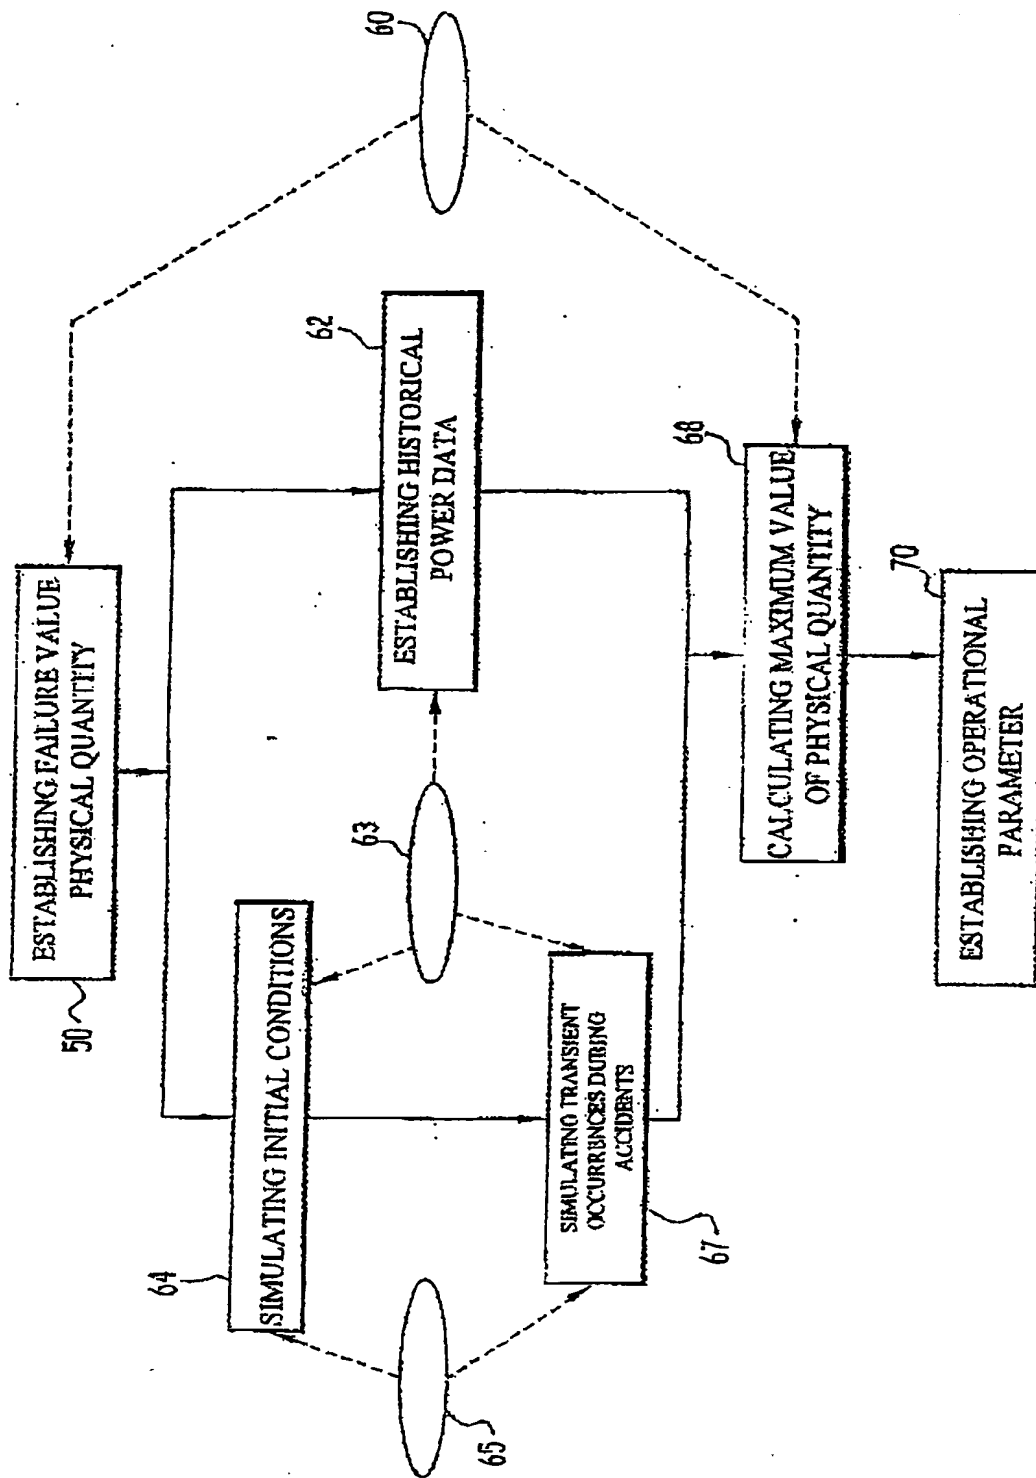 50
ESTABLISHING FAILURE VALUE
PHYSICAL QUANTITY
60
64
SIMULATING INITIAL CONDITIONS
63
62
ESTABLISHING HISTORICAL
POWER DATA
65
67
SIMULATING TRANSIENT
OCCURRENCES DURING
ACCIDENTS
68
CALCULATING MAXIMUM VALUE
OF PHYSICAL QUANTITY
70
ESTABLISHING OPERATIONAL
PARAMETER